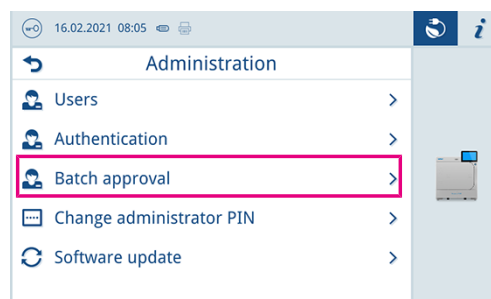 16.02.2021 08:05
Administration
Users
Authentication
Batch approval
Change administrator PIN
Software update